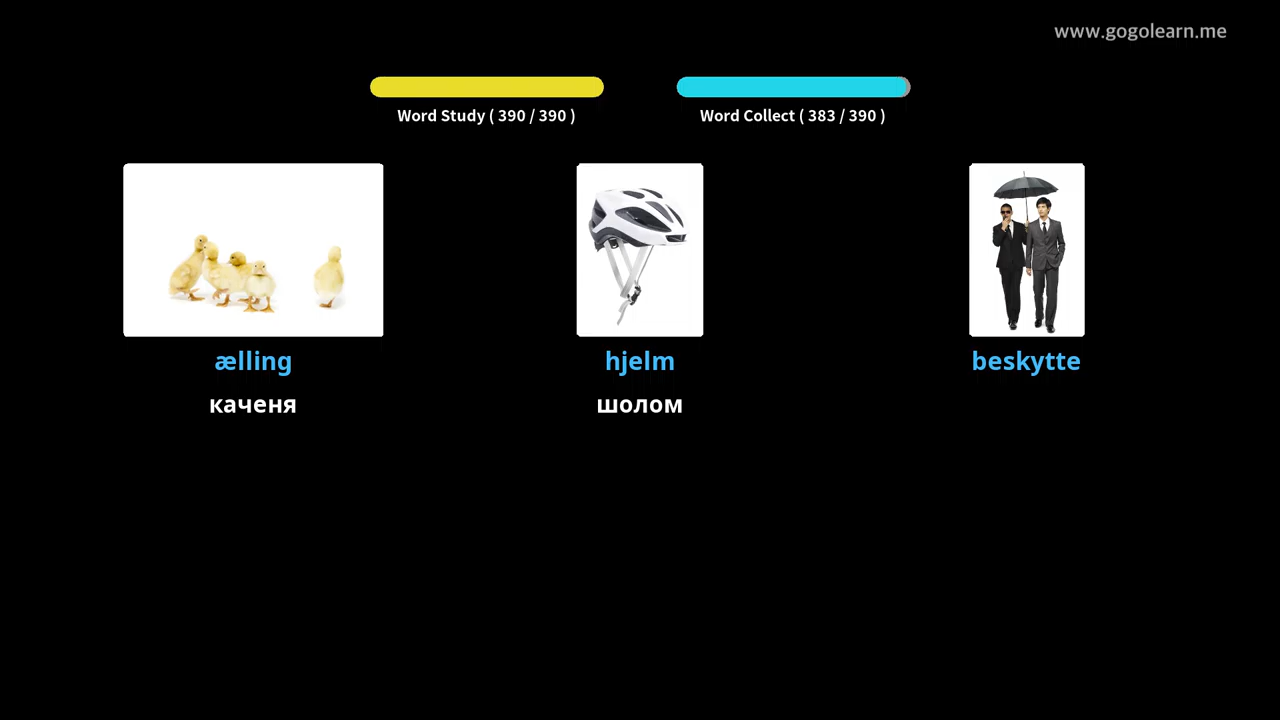 www.gogolearn.me
Word Study ( 390 / 390 )
Word Collect ( 383 / 390 )
ælling
hjelm
beskytte
каченя
шолом